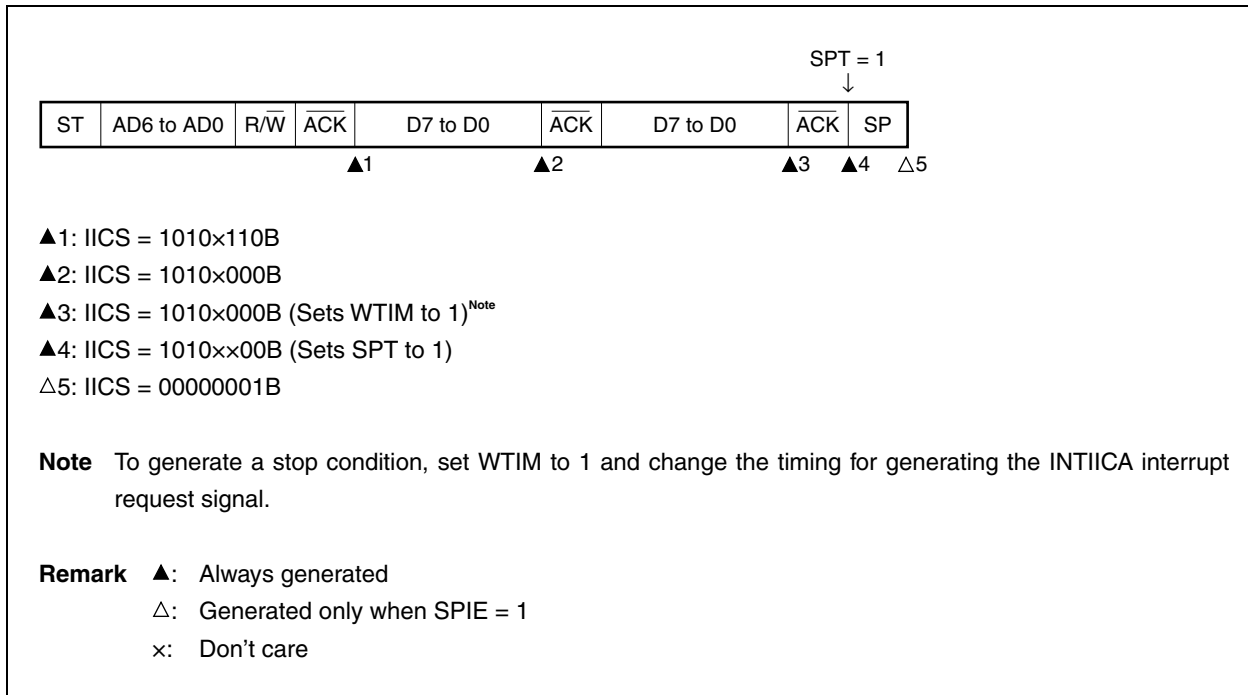 SPT = 1
↓
ST AD6 to AD0 R/W̅ A̅C̅K̅ D7 to D0 A̅C̅K̅ D7 to D0 A̅C̅K̅ SP
▲1 ▲2 ▲3 ▲4 △5
▲1: IICS = 1010×110B
▲2: IICS = 1010×000B
▲3: IICS = 1010×000B (Sets WTIM to 1)Note
▲4: IICS = 1010××00B (Sets SPT to 1)
△5: IICS = 00000001B
Note To generate a stop condition, set WTIM to 1 and change the timing for generating the INTIICA interrupt
request signal.
Remark ▲: Always generated
△: Generated only when SPIE = 1
×: Don't care